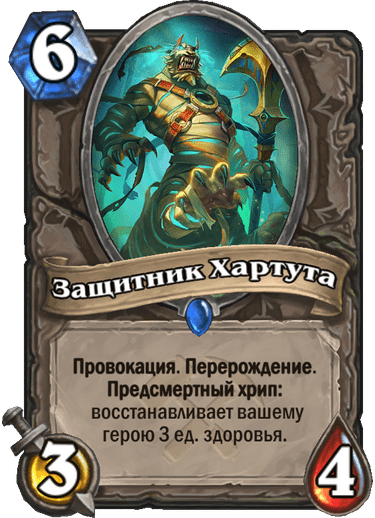 6
Защитник Хартута
Провокация. Перерождение.
Предсмертный хрип:
восстанавливает вашему
герою 3 ед. здоровья.
3
4